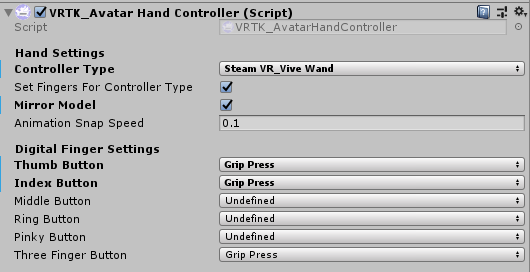 VRTK_Avatar Hand Controller (Script)
Script VRTK_AvatarHandController
Hand Settings
Controller Type Steam VR_Vive Wand
Set Fingers For Controller Type
Mirror Model
Animation Snap Speed 0.1
Digital Finger Settings
Thumb Button Grip Press
Index Button Grip Press
Middle Button Undefined
Ring Button Undefined
Pinky Button Undefined
Three Finger Button Grip Press